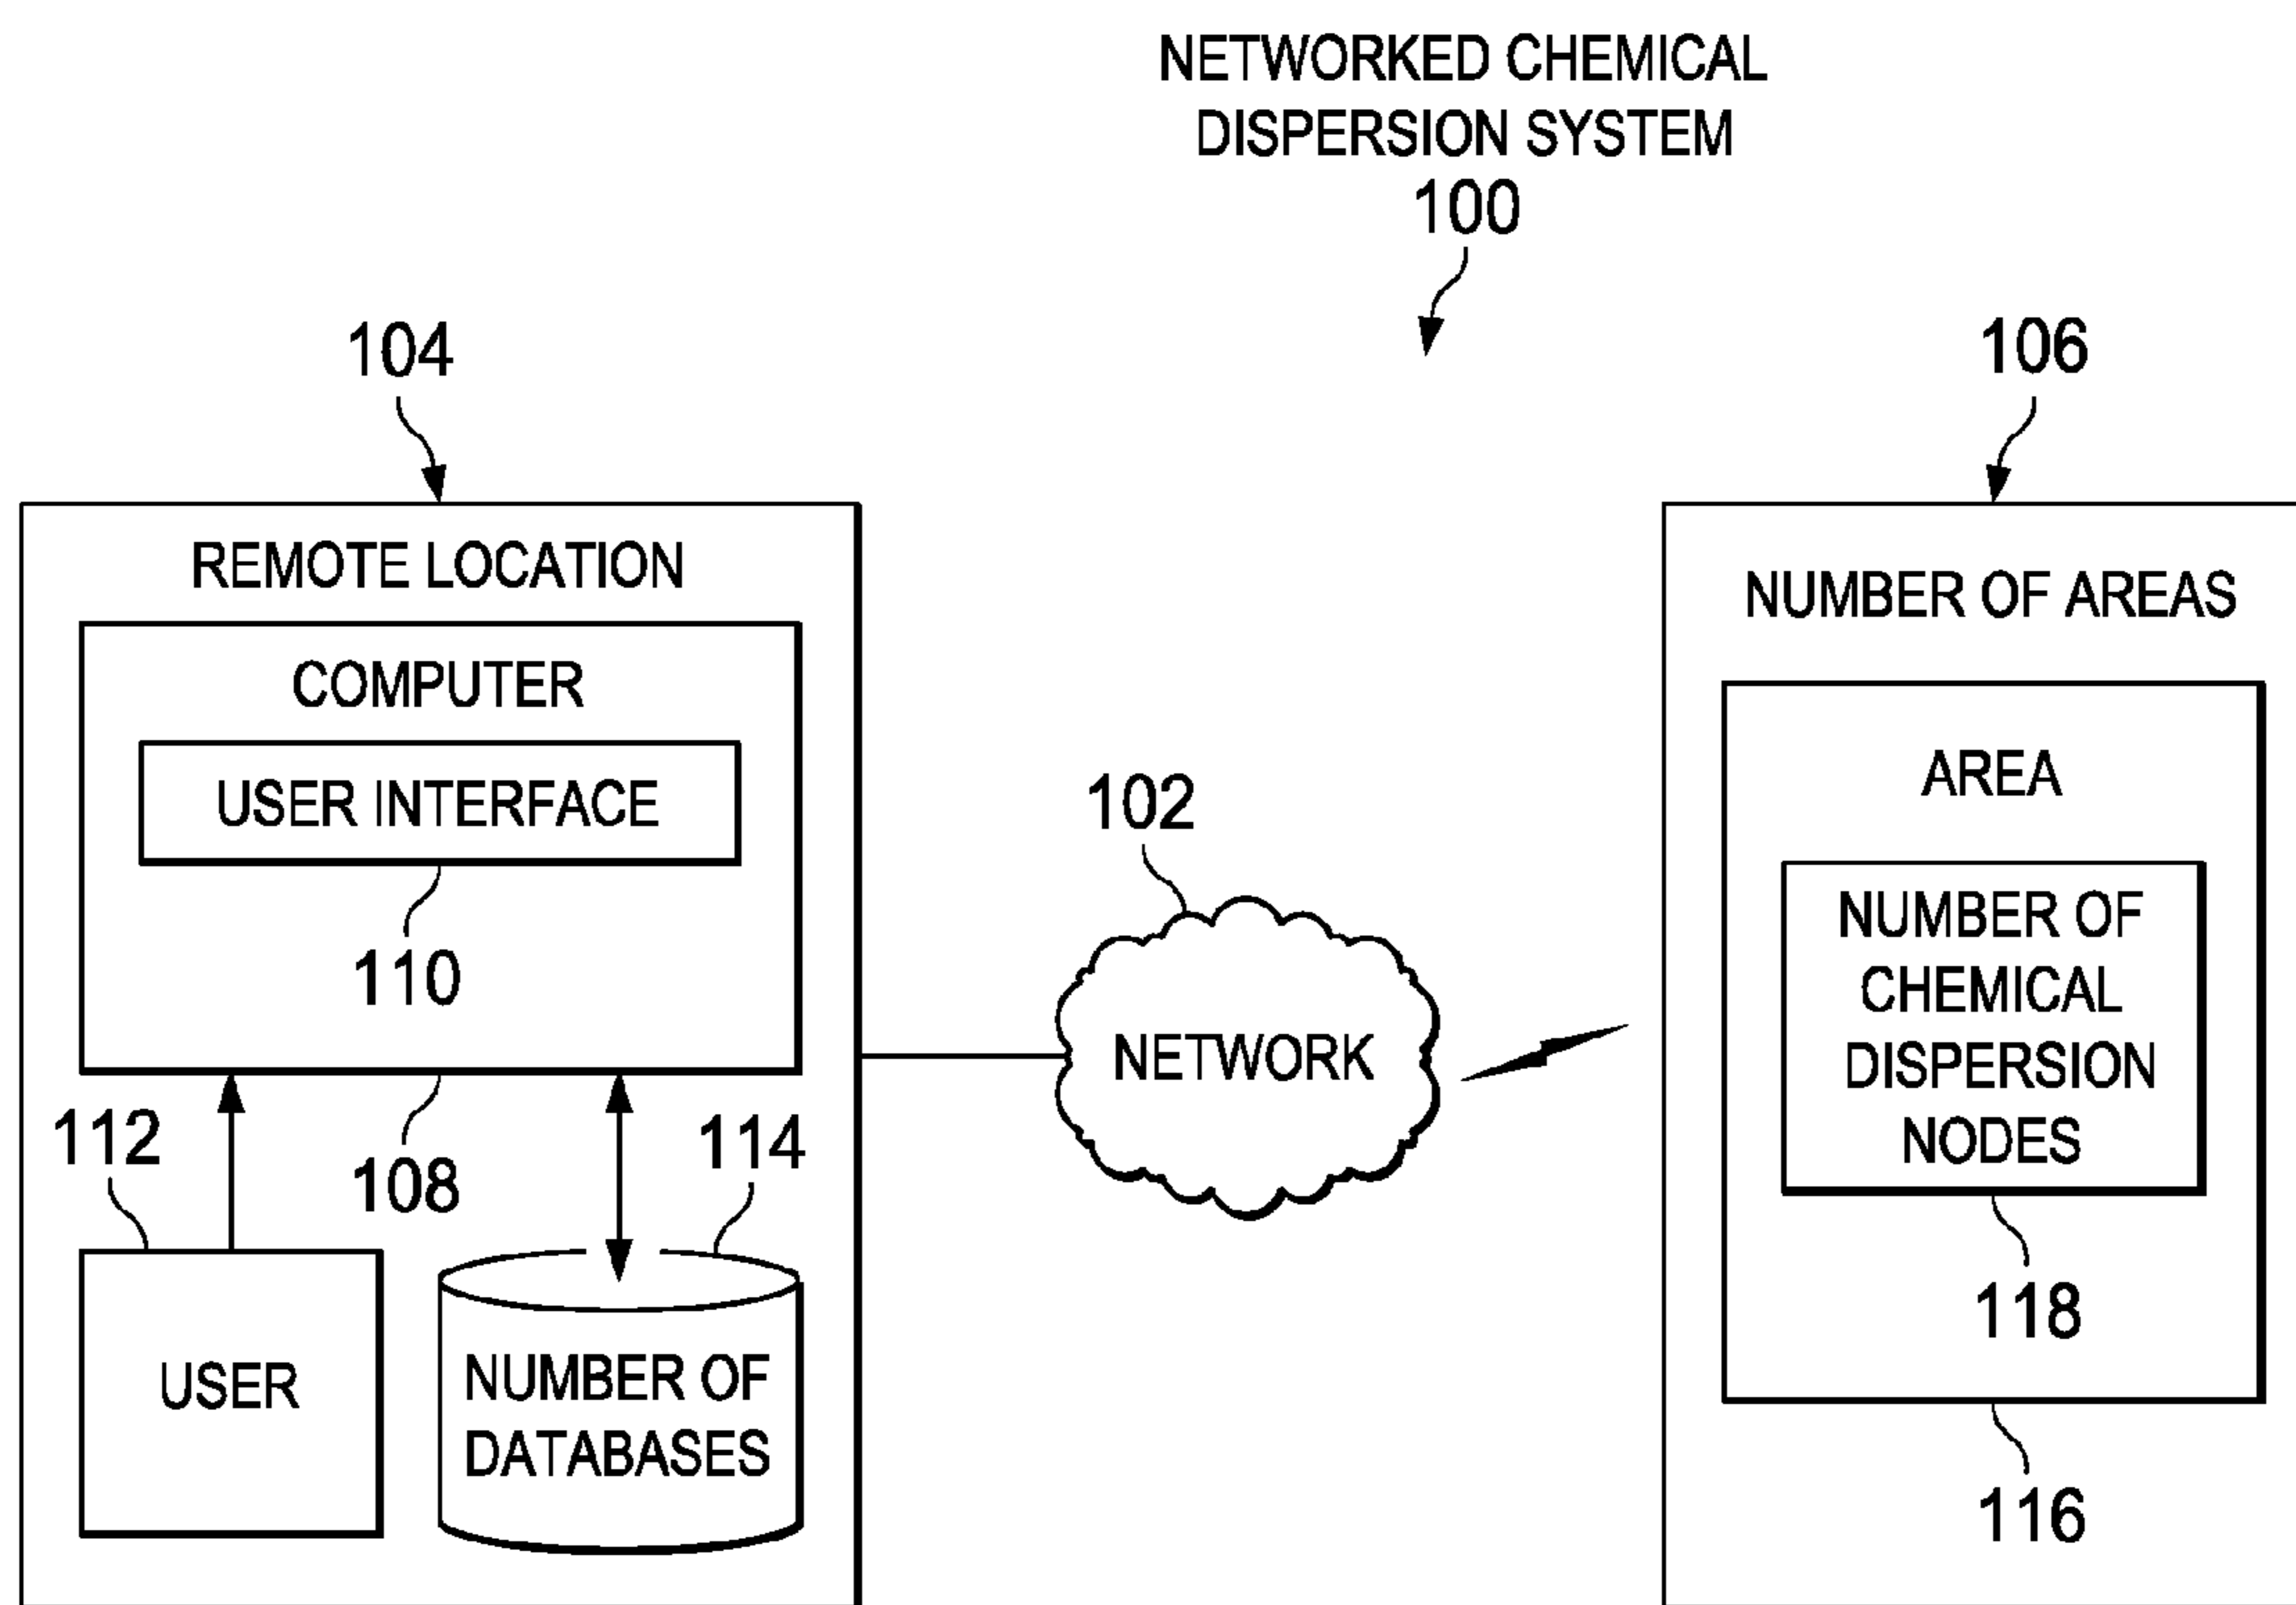 NETWORKED CHEMICAL
DISPERSION SYSTEM
100
104
106
REMOTE LOCATION
COMPUTER
USER INTERFACE
110
112
108
114
USER
NUMBER OF
DATABASES
102
NETWORK
NUMBER OF AREAS
AREA
NUMBER OF
CHEMICAL
DISPERSION
NODES
118
116